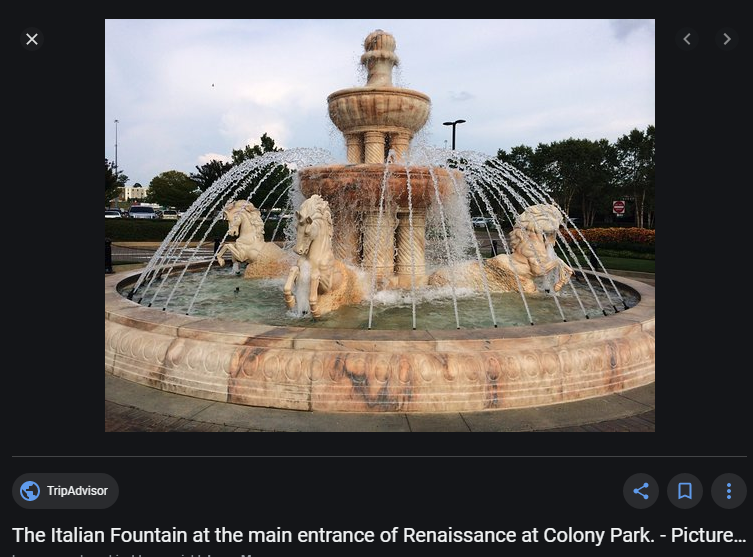 TripAdvisor
The Italian Fountain at the main entrance of Renaissance at Colony Park. - Picture...